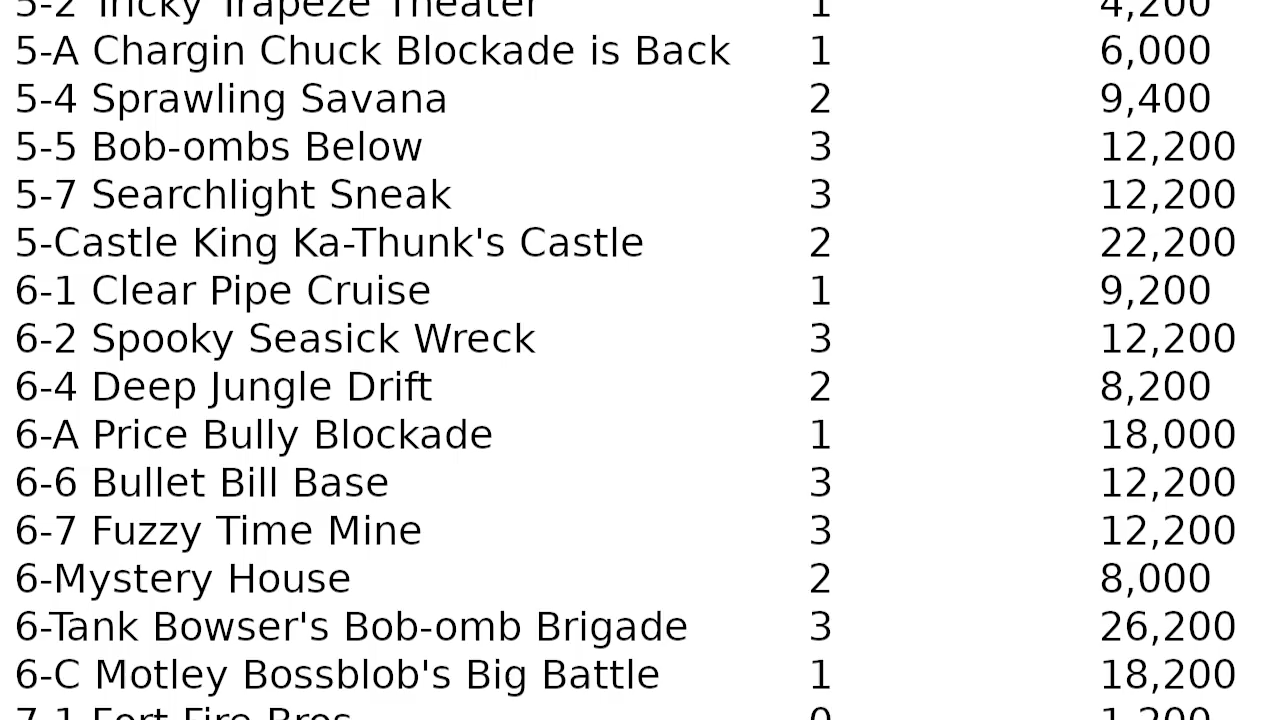 5-2 Tricky Trapeze Theater 1 4,200
5-A Chargin Chuck Blockade is Back 1 6,000
5-4 Sprawling Savana 2 9,400
5-5 Bob-ombs Below 3 12,200
5-7 Searchlight Sneak 3 12,200
5-Castle King Ka-Thunk's Castle 2 22,200
6-1 Clear Pipe Cruise 1 9,200
6-2 Spooky Seasick Wreck 3 12,200
6-4 Deep Jungle Drift 2 8,200
6-A Price Bully Blockade 1 18,000
6-6 Bullet Bill Base 3 12,200
6-7 Fuzzy Time Mine 3 12,200
6-Mystery House 2 8,000
6-Tank Bowser's Bob-omb Brigade 3 26,200
6-C Motley Bossblob's Big Battle 1 18,200
7-1 Fort Fire Bros 0 1,200